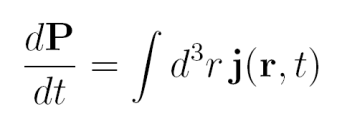 d𝐏/dt = ∫ d³r 𝐣(𝐫, t)